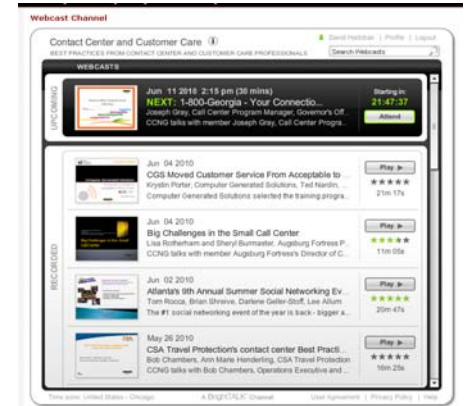 Webcast Channel
Contact Center and Customer Care
David Hadobas | Profile | Logout
BEST PRACTICES FROM CONTACT CENTER AND CUSTOMER CARE PROFESSIONALS
Search Webcasts
WEBCASTS
UPCOMING
Jun 11 2010 2:15 pm (30 mins)
NEXT: 1-800-Georgia - Your Connectio...
Joseph Gray, Call Center Program Manager, Governor's Off...
CCNG talks with member Joseph Gray, Call Center Progra...
Starting in:
21:47:37
Attend
RECORDED
Jun 04 2010
CGS Moved Customer Service From Acceptable to ...
Krystin Porter, Computer Generated Solutions, Ted Nardin, ...
Computer Generated Solutions selected the training progra...
Play
21m 17s
Jun 04 2010
Big Challenges in the Small Call Center
Lisa Rotherham and Sheryl Burmaster, Augsburg Fortress P...
CCNG talks with member Augsburg Fortress's Director of C...
Play
11m 05s
Jun 02 2010
Atlanta's 9th Annual Summer Social Networking Ev...
Tom Rocca, Brian Shreive, Darlene Geller-Stoff, Lee Allum
The #1 social networking event of the year is back - bigger a...
Play
20m 47s
May 26 2010
CSA Travel Protection's contact center Best Practi...
Bob Chambers, Ann Marie Henderling, CSA Travel Protection
CCNG talks with Bob Chambers, Operations Executive and ...
Play
16m 25s
Time zone: United States - Chicago
A BrightTALK Channel
User Agreement | Privacy Policy | Help